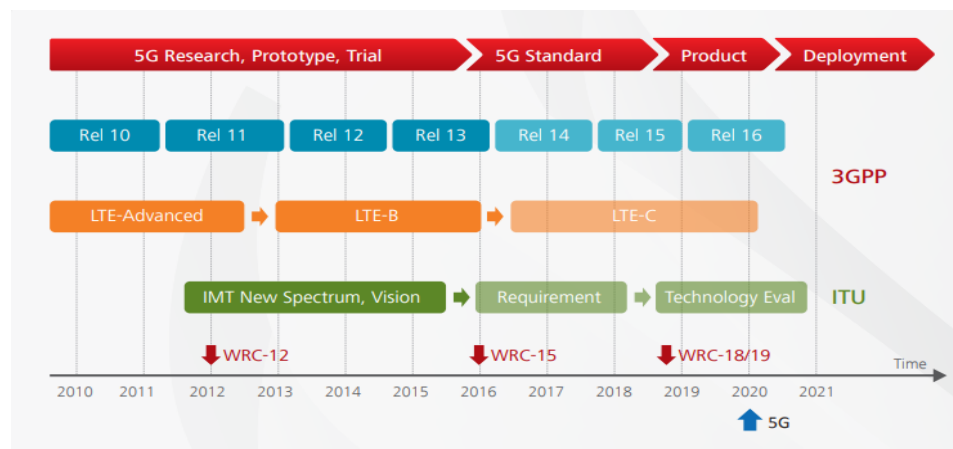 5G Research, Prototype, Trial 5G Standard Product Deployment
Rel 10 Rel 11 Rel 12 Rel 13 Rel 14 Rel 15 Rel 16
3GPP
LTE-Advanced LTE-B LTE-C
IMT New Spectrum, Vision Requirement Technology Eval ITU
WRC-12 WRC-15 WRC-18/19
Time
2010 2011 2012 2013 2014 2015 2016 2017 2018 2019 2020 2021
5G